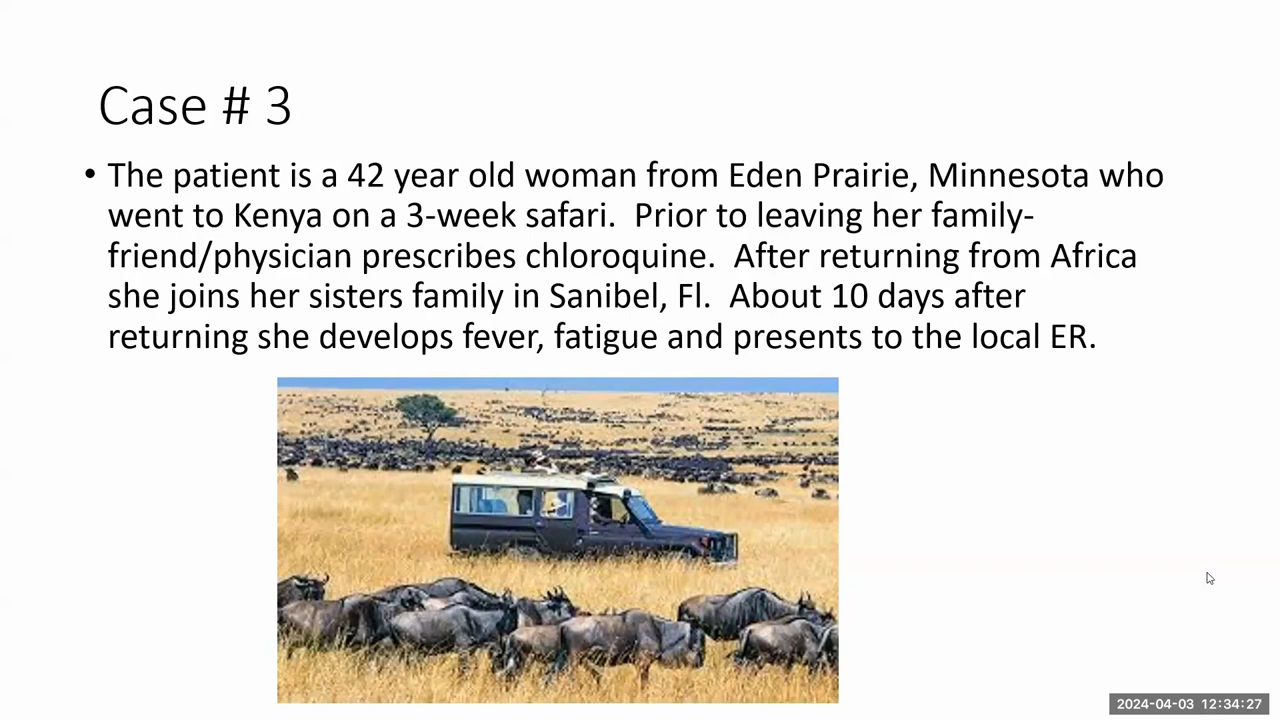 Case # 3
• The patient is a 42 year old woman from Eden Prairie, Minnesota who
went to Kenya on a 3-week safari.  Prior to leaving her family-
friend/physician prescribes chloroquine.  After returning from Africa
she joins her sisters family in Sanibel, Fl.  About 10 days after
returning she develops fever, fatigue and presents to the local ER.
2024-04-03 12:34:27